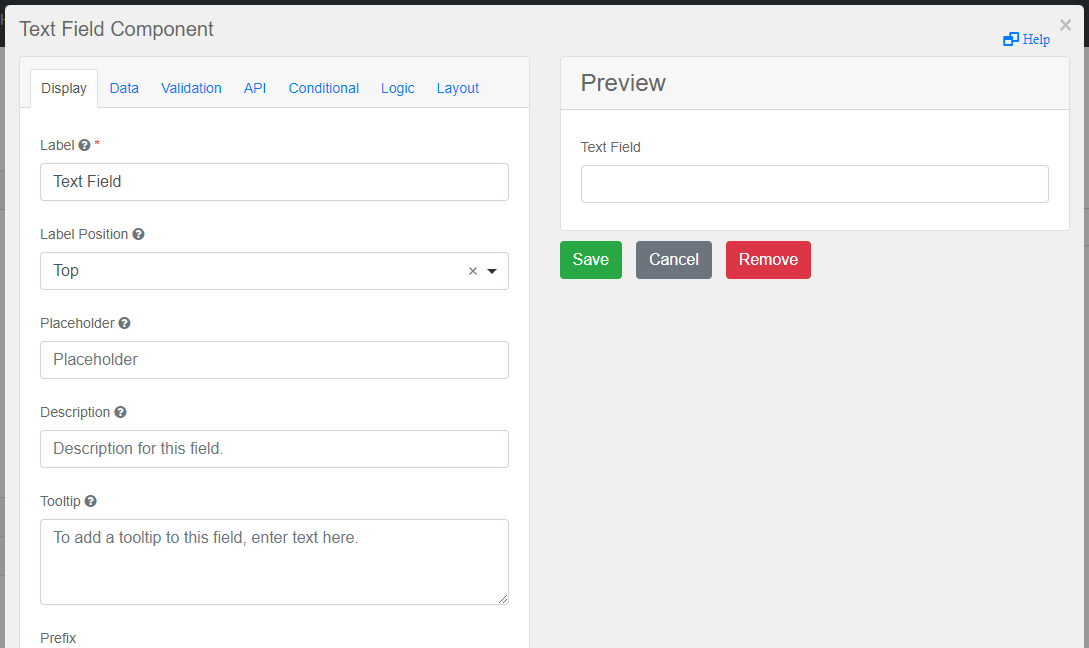 Text Field Component
×
Help
Display Data Validation API Conditional Logic Layout
Label ? *
Text Field
Label Position ?
Top ×
Placeholder ?
Placeholder
Description ?
Description for this field.
Tooltip ?
To add a tooltip to this field, enter text here.
Prefix
Preview
Text Field
Save Cancel Remove